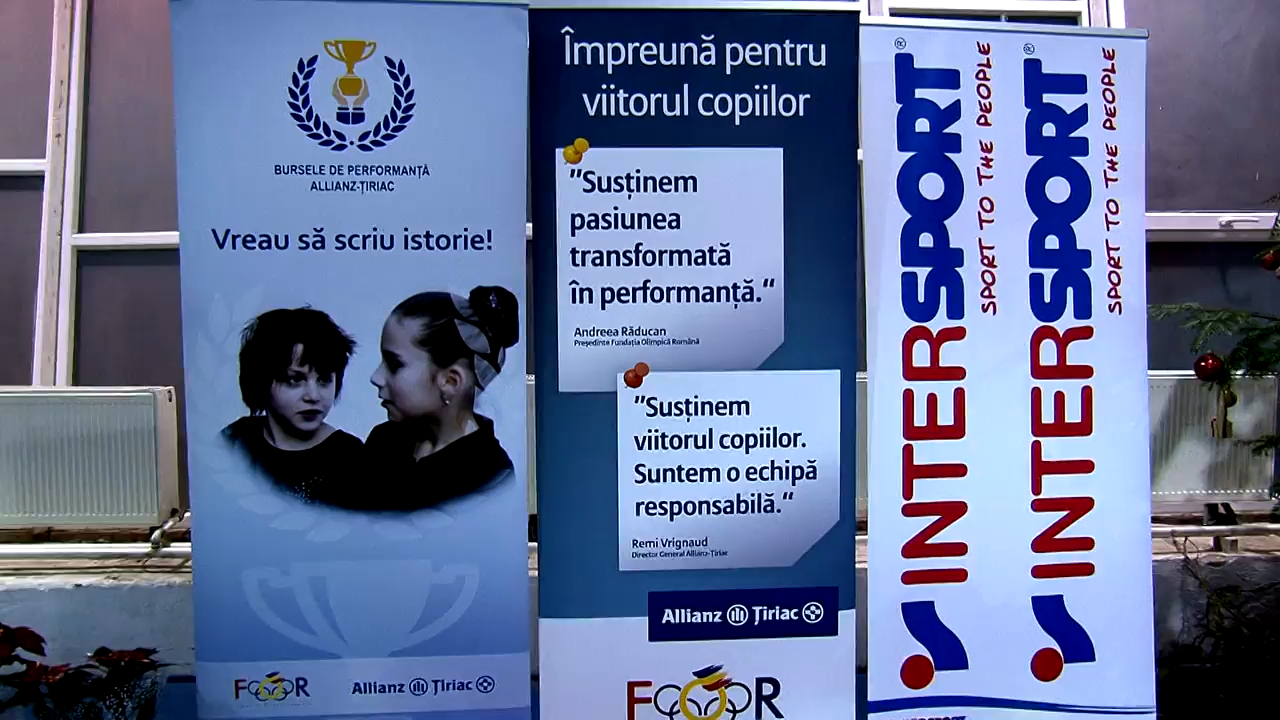 BURSELE DE PERFORMANȚĂ
ALLIANZ-ȚIRIAC
Vreau să scriu istorie!
FOOR
Allianz Țiriac
Împreună pentru
viitorul copiilor
"Susținem
pasiunea
transformată
în performanță."
Andreea Răducan
Președinte Fundația Olimpică Română
"Susținem
viitorul copiilor.
Suntem o echipă
responsabilă."
Remi Vrignaud
Director General Allianz-Țiriac
Allianz Țiriac
FOOR
INTERSPORT®
SPORT TO THE PEOPLE
INTERSPORT®
SPORT TO THE PEOPLE